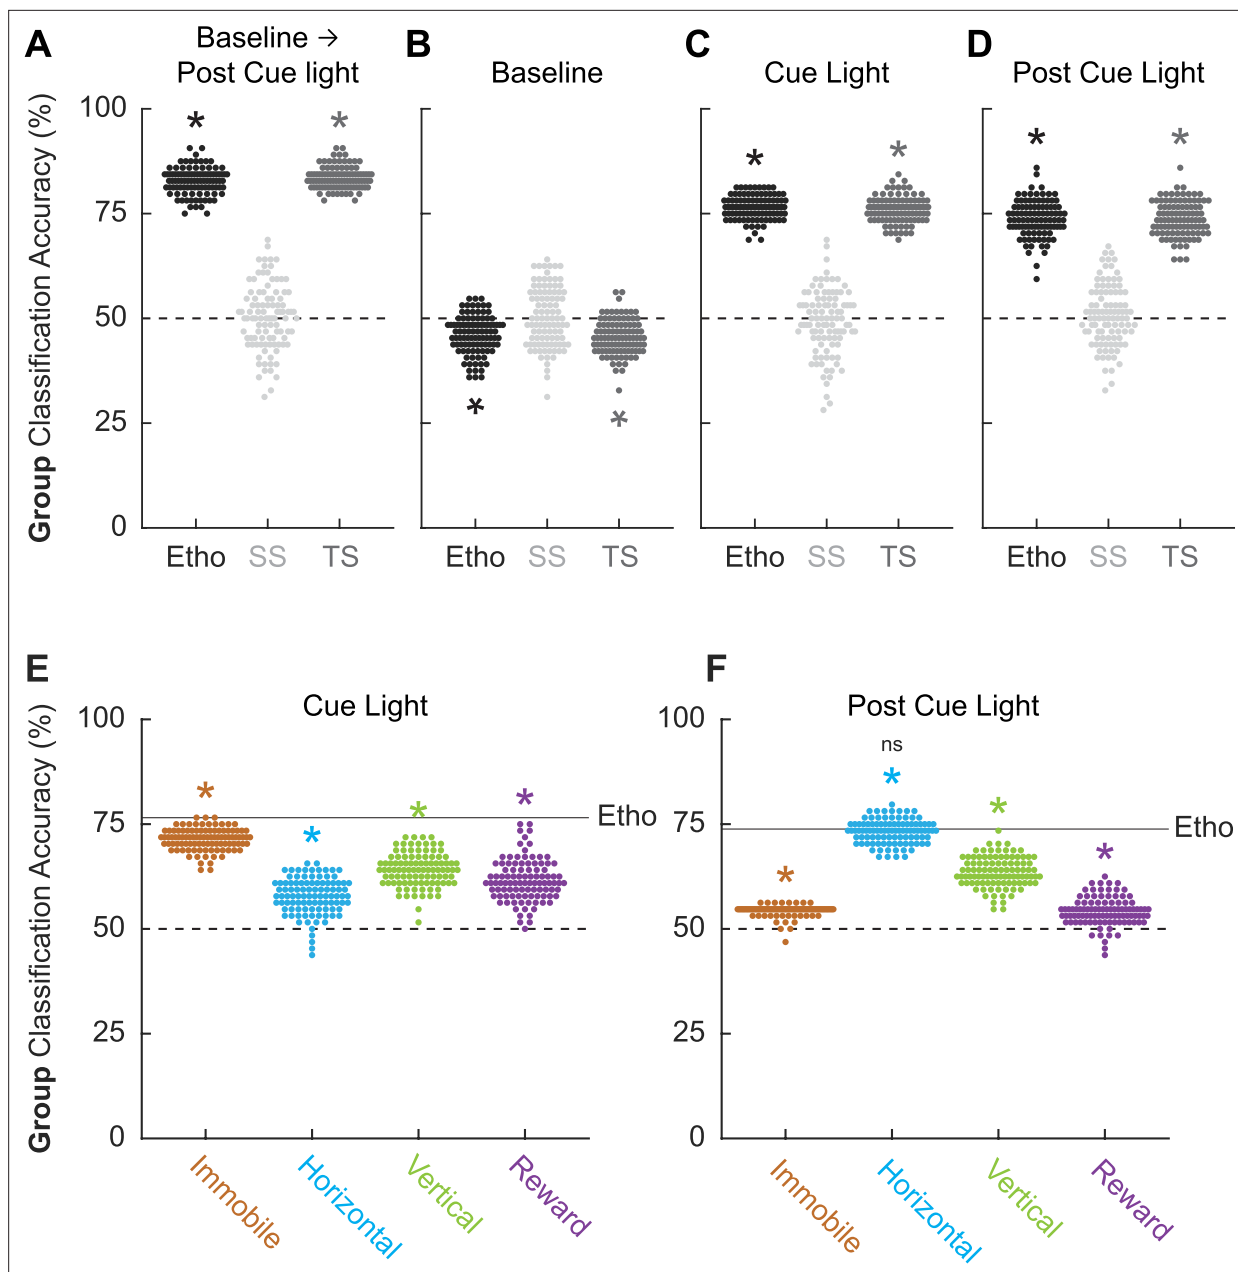 A
Baseline →
Post Cue light
B
Baseline
C
Cue Light
D
Post Cue Light
Group Classification Accuracy (%)
100
75
50
25
0
*
*
*
*
*
*
*
*
Etho SS TS
Etho SS TS
Etho SS TS
Etho SS TS
E
Cue Light
Group Classification Accuracy (%)
100
75
50
25
0
*
*
*
*
Etho
Immobile
Horizontal
Vertical
Reward
F
Post Cue Light
100
75
50
25
0
ns
*
*
*
*
Etho
Immobile
Horizontal
Vertical
Reward